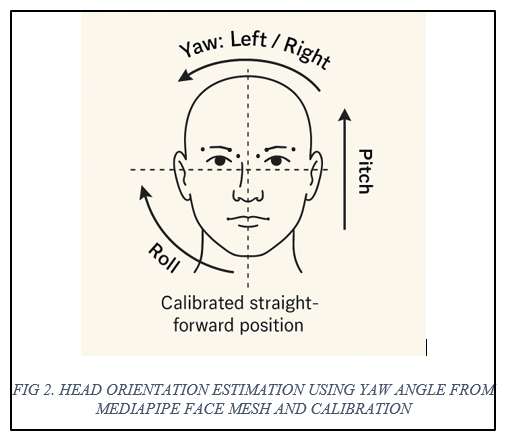 Yaw: Left / Right
Pitch
Roll
Calibrated straight-
forward position
FIG 2. HEAD ORIENTATION ESTIMATION USING YAW ANGLE FROM
MEDIAPIPE FACE MESH AND CALIBRATION